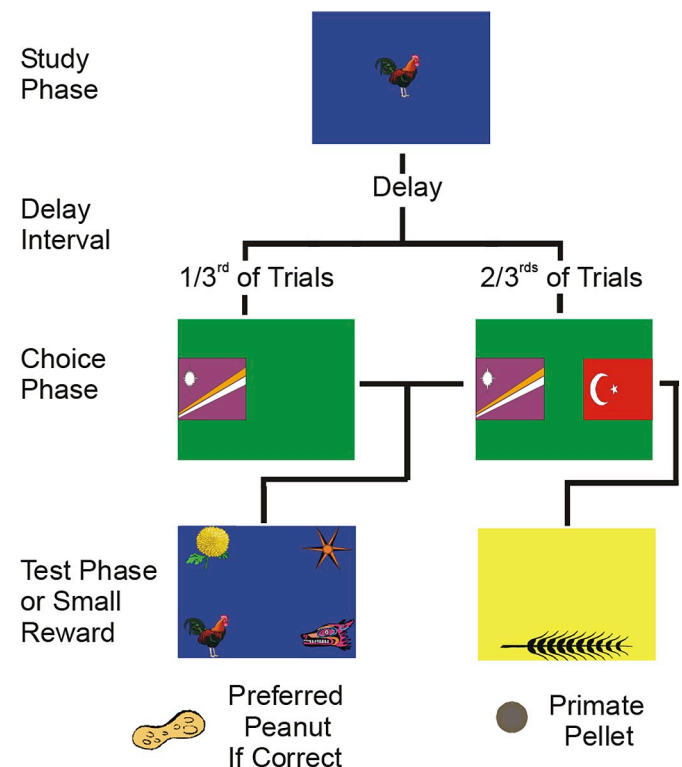 Study
Phase
Delay
Delay
Interval
1/3rd of Trials
2/3rds of Trials
Choice
Phase
Test Phase
or Small
Reward
Preferred
Peanut
If Correct
Primate
Pellet